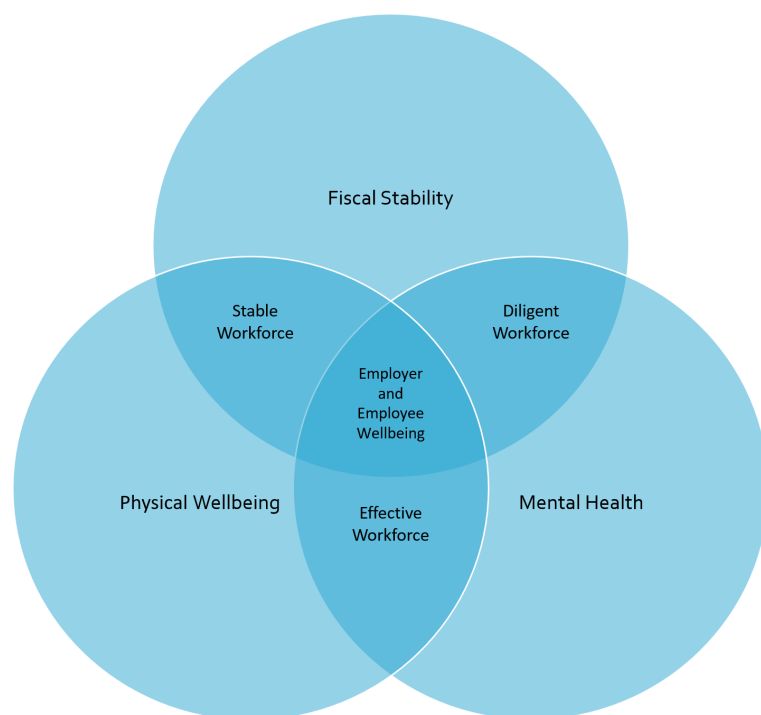 Fiscal Stability
Stable
Workforce
Diligent
Workforce
Employer
and
Employee
Wellbeing
Physical Wellbeing
Effective
Workforce
Mental Health